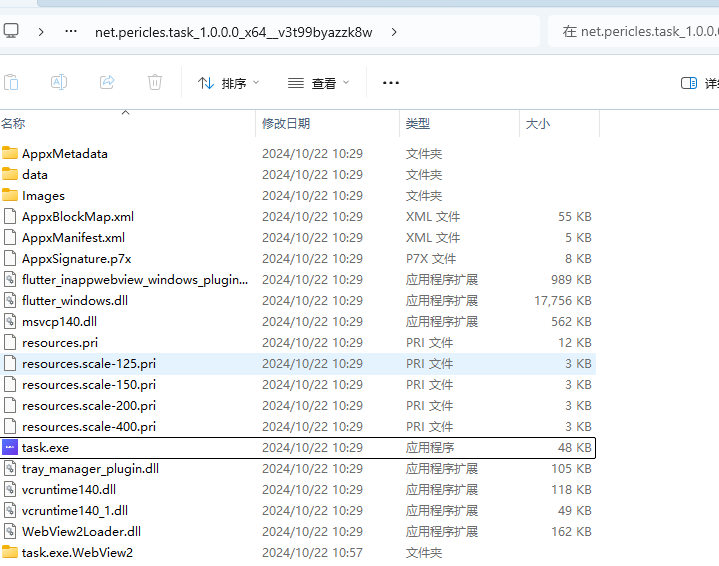 net.pericles.task_1.0.0.0_x64__v3t99byazzk8w 在 net.pericles.task_1.0.0.0
排序 查看 详细
名称 修改日期 类型 大小
AppxMetadata 2024/10/22 10:29 文件夹
data 2024/10/22 10:29 文件夹
Images 2024/10/22 10:29 文件夹
AppxBlockMap.xml 2024/10/22 10:29 XML 文件 55 KB
AppxManifest.xml 2024/10/22 10:29 XML 文件 5 KB
AppxSignature.p7x 2024/10/22 10:29 P7X 文件 8 KB
flutter_inappwebview_windows_plugin... 2024/10/22 10:29 应用程序扩展 989 KB
flutter_windows.dll 2024/10/22 10:29 应用程序扩展 17,756 KB
msvcp140.dll 2024/10/22 10:29 应用程序扩展 562 KB
resources.pri 2024/10/22 10:29 PRI 文件 12 KB
resources.scale-125.pri 2024/10/22 10:29 PRI 文件 3 KB
resources.scale-150.pri 2024/10/22 10:29 PRI 文件 3 KB
resources.scale-200.pri 2024/10/22 10:29 PRI 文件 3 KB
resources.scale-400.pri 2024/10/22 10:29 PRI 文件 3 KB
task.exe 2024/10/22 10:29 应用程序 48 KB
tray_manager_plugin.dll 2024/10/22 10:29 应用程序扩展 105 KB
vcruntime140.dll 2024/10/22 10:29 应用程序扩展 118 KB
vcruntime140_1.dll 2024/10/22 10:29 应用程序扩展 49 KB
WebView2Loader.dll 2024/10/22 10:29 应用程序扩展 162 KB
task.exe.WebView2 2024/10/22 10:57 文件夹